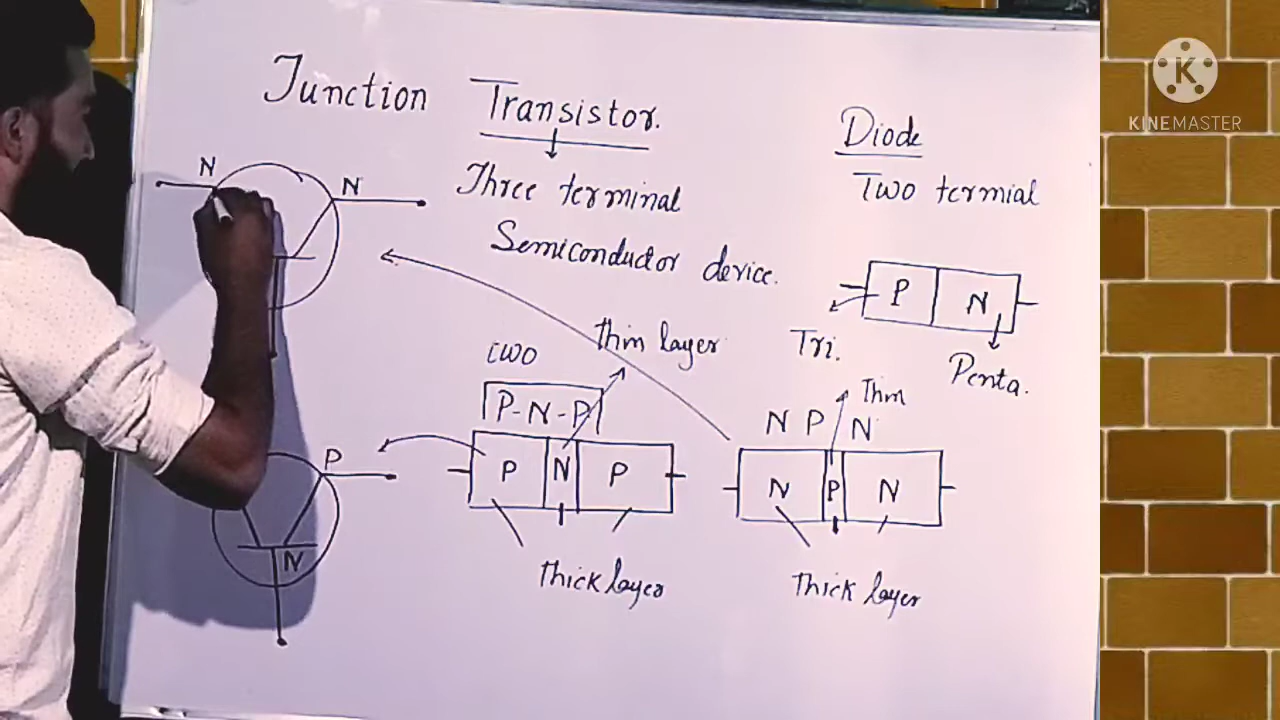 Junction Transistor.
Three terminal
Semiconductor device.
Diode
Two termial
P N
Tri.
Penta.
N N
P
N
two
thin layer
P-N-P
P N P
thick layer
Thin
N P N
N P N
thick layer
K
KINEMASTER